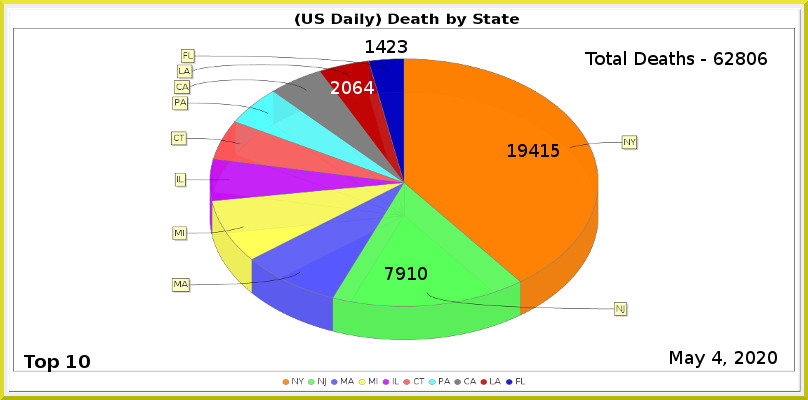 (US Daily) Death by State
1423
Total Deaths - 62806
FL
LA
CA
2064
PA
CT
19415
NY
IL
MI
7910
MA
NJ
Top 10
May 4, 2020
NY NJ MA MI IL CT PA CA LA FL